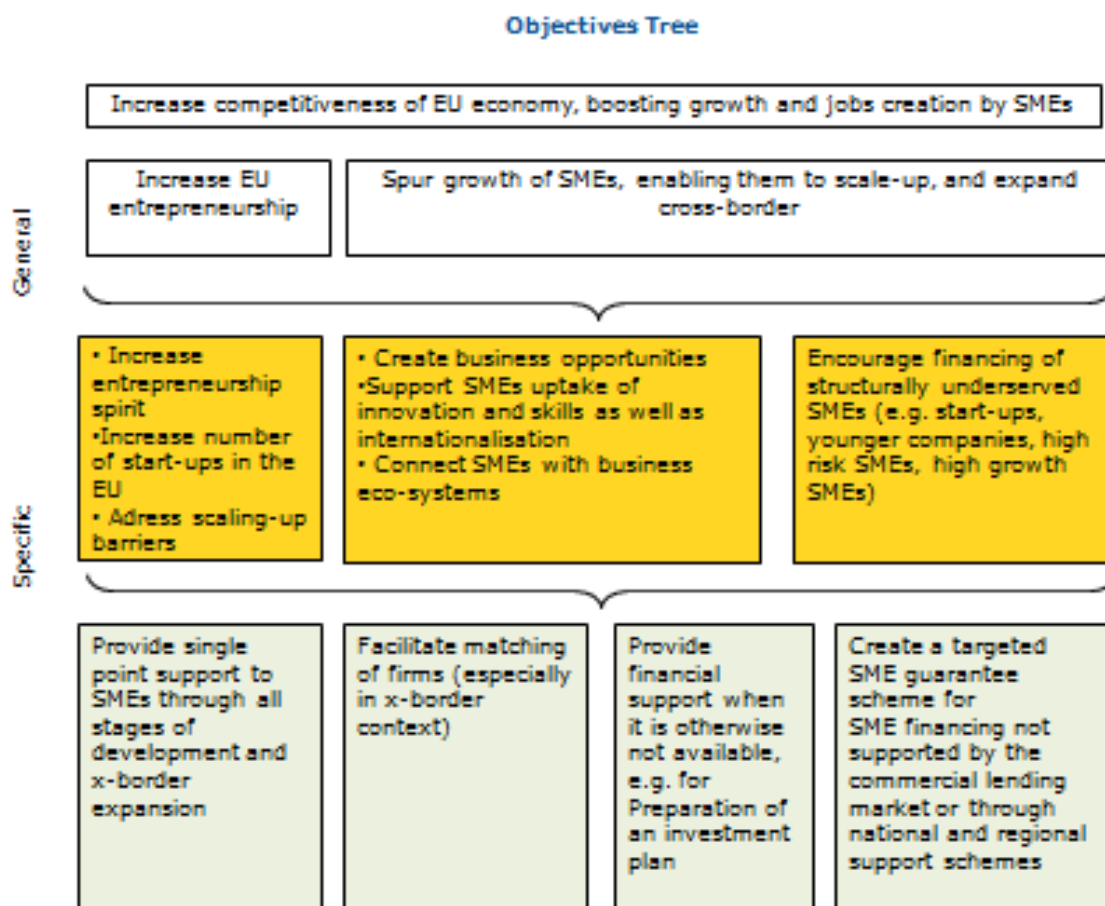 Objectives Tree
Increase competitiveness of EU economy, boosting growth and jobs creation by SMEs
General
Increase EU
entrepreneurship
Spur growth of SMEs, enabling them to scale-up, and expand
cross-border
Specific
• Increase
entrepreneurship
spirit
•Increase number
of start-ups in the
EU
• Adress scaling-up
barriers
• Create business opportunities
•Support SMEs uptake of
innovation and skills as well as
internationalisation
• Connect SMEs with business
eco-systems
Encourage financing of
structurally underserved
SMEs (e.g. start-ups,
younger companies, high
risk SMEs, high growth
SMEs)
Provide single
point support to
SMEs through all
stages of
development and
x-border
expansion
Facilitate matching
of firms (especially
in x-border
context)
Provide
financial
support when
it is otherwise
not available,
e.g. for
Preparation of
an investment
plan
Create a targeted
SME guarantee
scheme for
SME financing not
supported by the
commercial lending
market or through
national and regional
support schemes